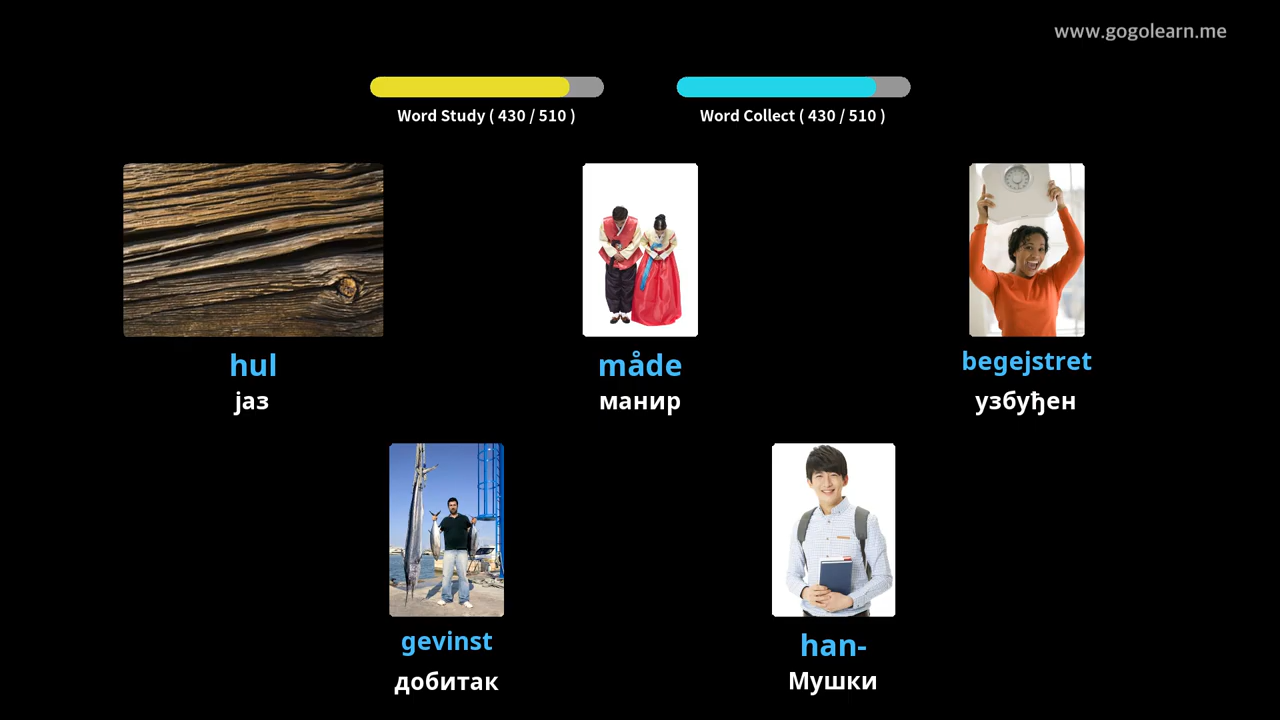 www.gogolearn.me
Word Study ( 430 / 510 )
Word Collect ( 430 / 510 )
hul
måde
begejstret
јаз
манир
узбуђен
gevinst
han-
добитак
Мушки